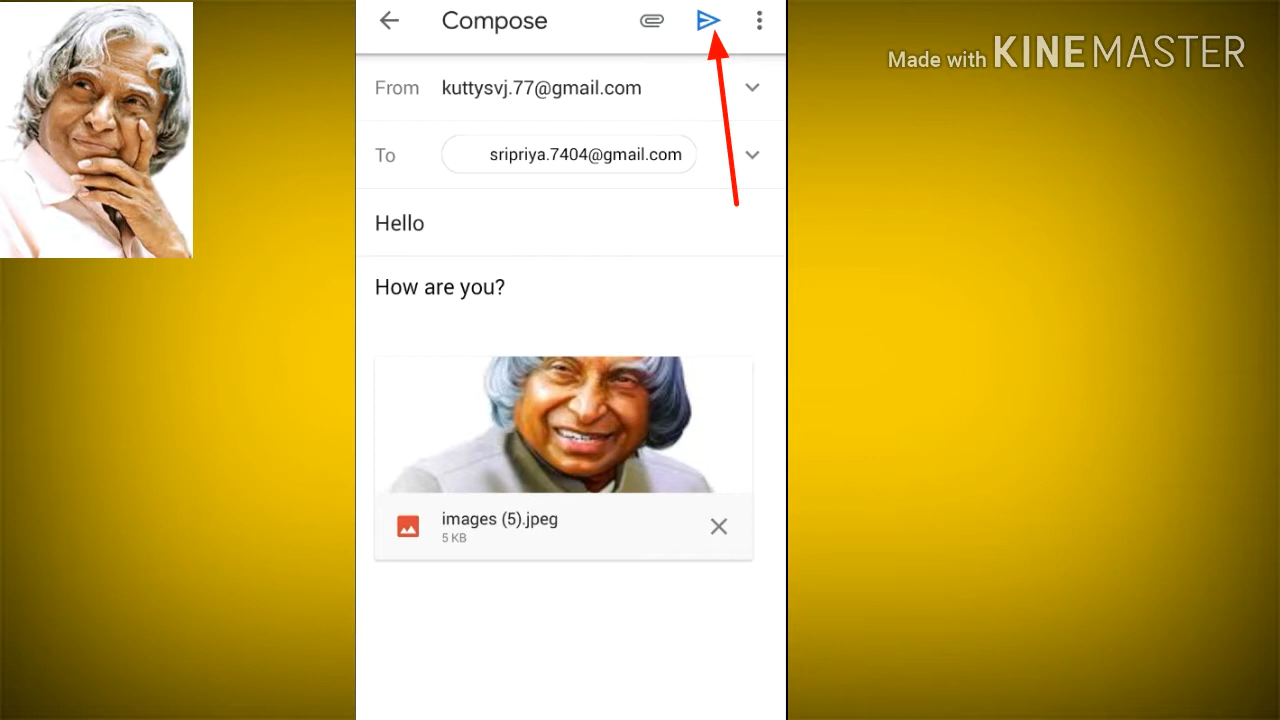 Compose
Made with KINEMASTER
From kuttysvj.77@gmail.com
To sripriya.7404@gmail.com
Hello
How are you?
images (5).jpeg
5 KB